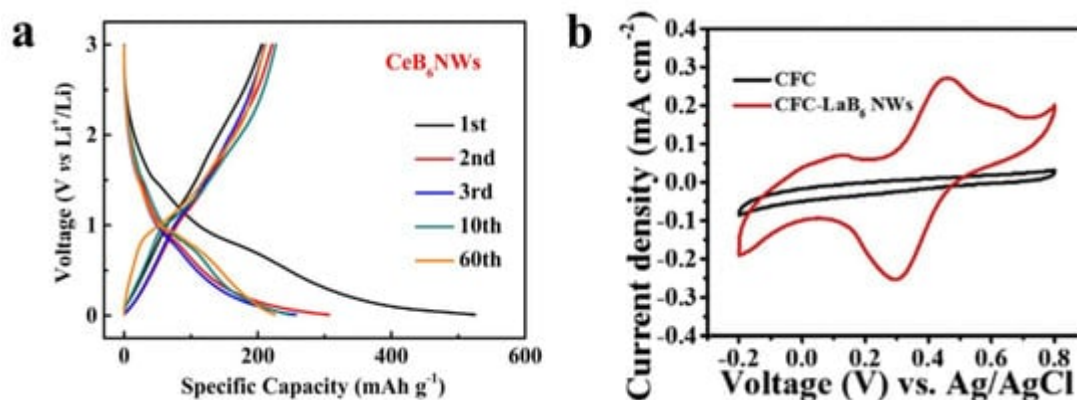 a
CeB₆NWs
1st
2nd
3rd
10th
60th
Voltage (V vs Li⁺/Li)
3
2
1
0
0 200 400 600
Specific Capacity (mAh g⁻¹)
b
CFC
CFC-LaB₆ NWs
Current density (mA cm⁻²)
0.4
0.3
0.2
0.1
0.0
-0.1
-0.2
-0.3
-0.4
-0.2 0.0 0.2 0.4 0.6 0.8
Voltage (V) vs. Ag/AgCl